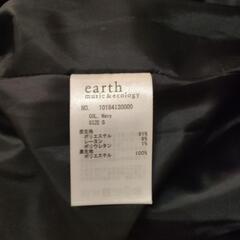 earth
music & ecology
NO. 10184130000
COL. Navy
SIZE S
表生地
ポリエステル 91%
レーヨン 8%
ポリウレタン 1%
裏生地
ポリエステル 100%